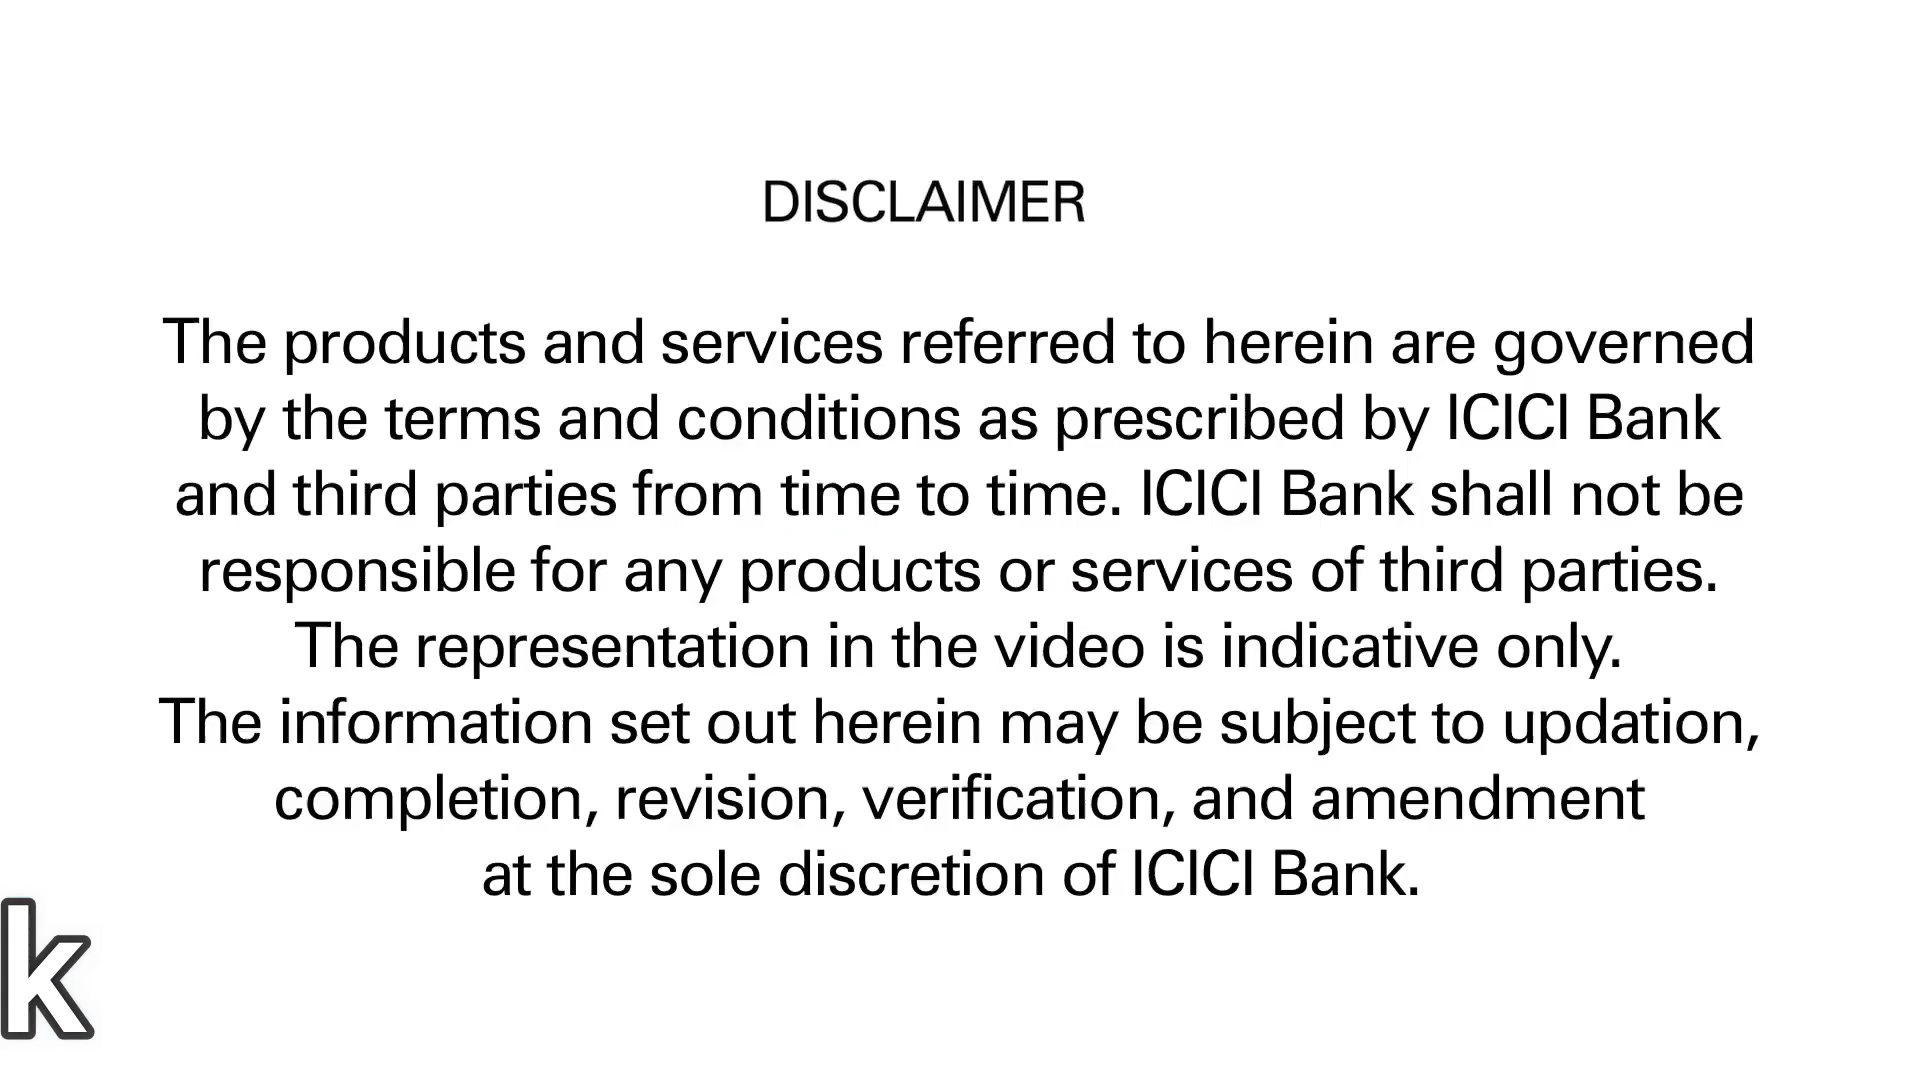 DISCLAIMER
The products and services referred to herein are governed
by the terms and conditions as prescribed by ICICI Bank
and third parties from time to time. ICICI Bank shall not be
responsible for any products or services of third parties.
The representation in the video is indicative only.
The information set out herein may be subject to updation,
completion, revision, verification, and amendment
at the sole discretion of ICICI Bank.
k